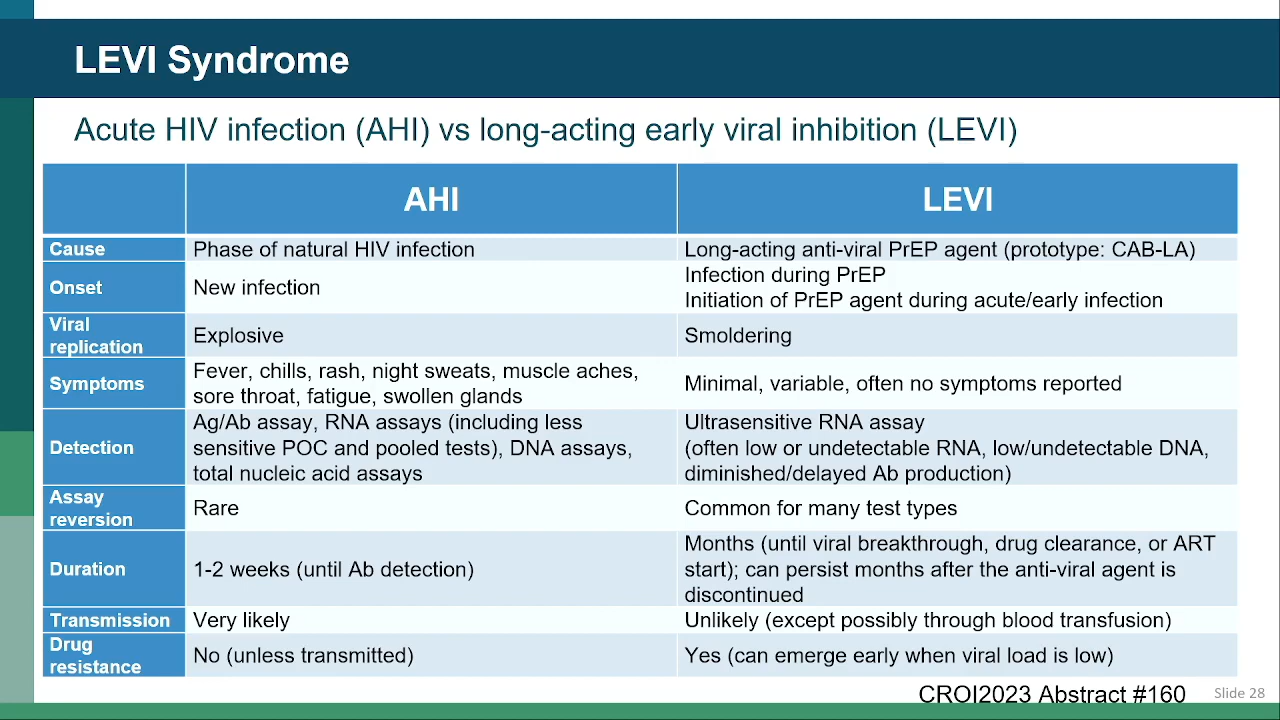 LEVI Syndrome
Acute HIV infection (AHI) vs long-acting early viral inhibition (LEVI)
AHI
LEVI
Cause
Phase of natural HIV infection
Long-acting anti-viral PrEP agent (prototype: CAB-LA)
Onset
New infection
Infection during PrEP
Initiation of PrEP agent during acute/early infection
Viral
replication
Explosive
Smoldering
Symptoms
Fever, chills, rash, night sweats, muscle aches,
sore throat, fatigue, swollen glands
Minimal, variable, often no symptoms reported
Detection
Ag/Ab assay, RNA assays (including less
sensitive POC and pooled tests), DNA assays,
total nucleic acid assays
Ultrasensitive RNA assay
(often low or undetectable RNA, low/undetectable DNA,
diminished/delayed Ab production)
Assay
reversion
Rare
Common for many test types
Duration
1-2 weeks (until Ab detection)
Months (until viral breakthrough, drug clearance, or ART
start); can persist months after the anti-viral agent is
discontinued
Transmission
Very likely
Unlikely (except possibly through blood transfusion)
Drug
resistance
No (unless transmitted)
Yes (can emerge early when viral load is low)
CROI2023 Abstract #160
Slide 28